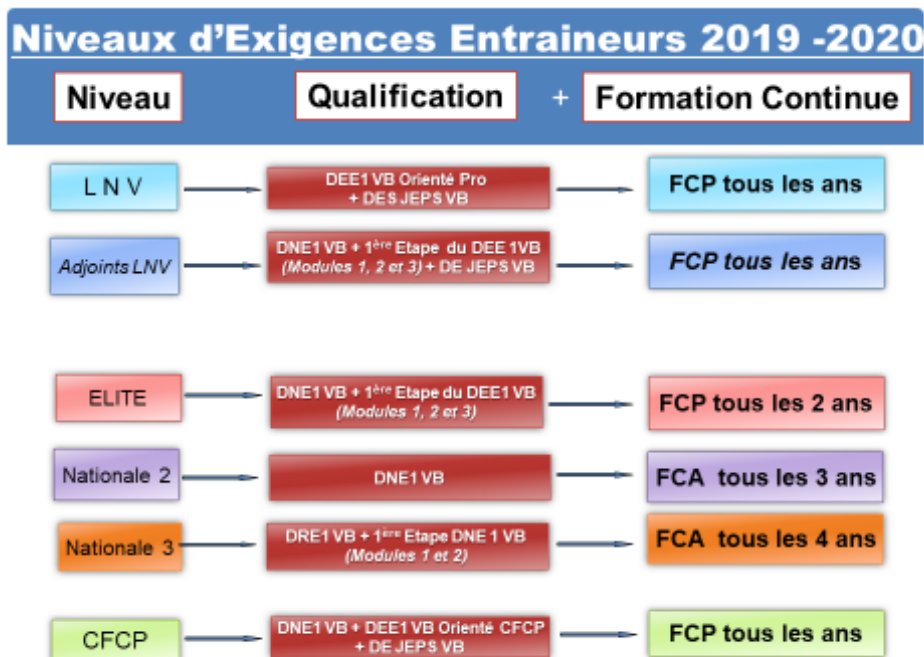 Niveaux d'Exigences Entraineurs 2019 -2020
Niveau
Qualification
+
Formation Continue
L N V
DEE1 VB Orienté Pro
+ DES JEPS VB
FCP tous les ans
Adjoints LNV
DNE1 VB + 1ère Etape du DEE 1VB
(Modules 1, 2 et 3) + DE JEPS VB
FCP tous les ans
ELITE
DNE1 VB + 1ère Etape du DEE1 VB
(Modules 1, 2 et 3)
FCP tous les 2 ans
Nationale 2
DNE1 VB
FCA tous les 3 ans
Nationale 3
DRE1 VB + 1ère Etape DNE 1 VB
(Modules 1 et 2)
FCA tous les 4 ans
CFCP
DNE1 VB + DEE1 VB Orienté CFCP
+ DE JEPS VB
FCP tous les ans